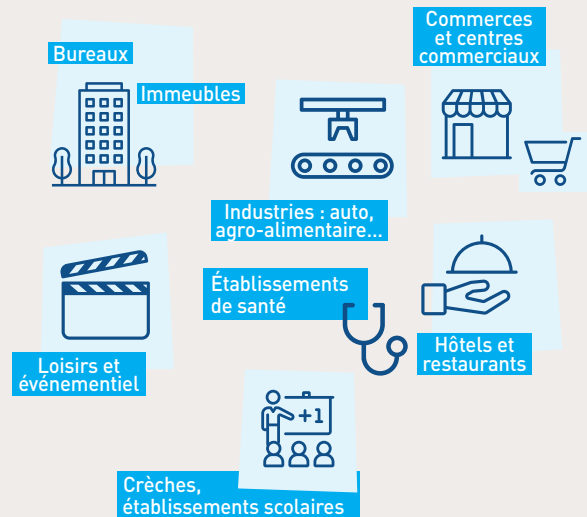 Bureaux
Immeubles
Commerces
et centres
commerciaux
Industries : auto,
agro-alimentaire...
Établissements
de santé
Loisirs et
événementiel
Hôtels et
restaurants
+1
Crèches,
établissements scolaires